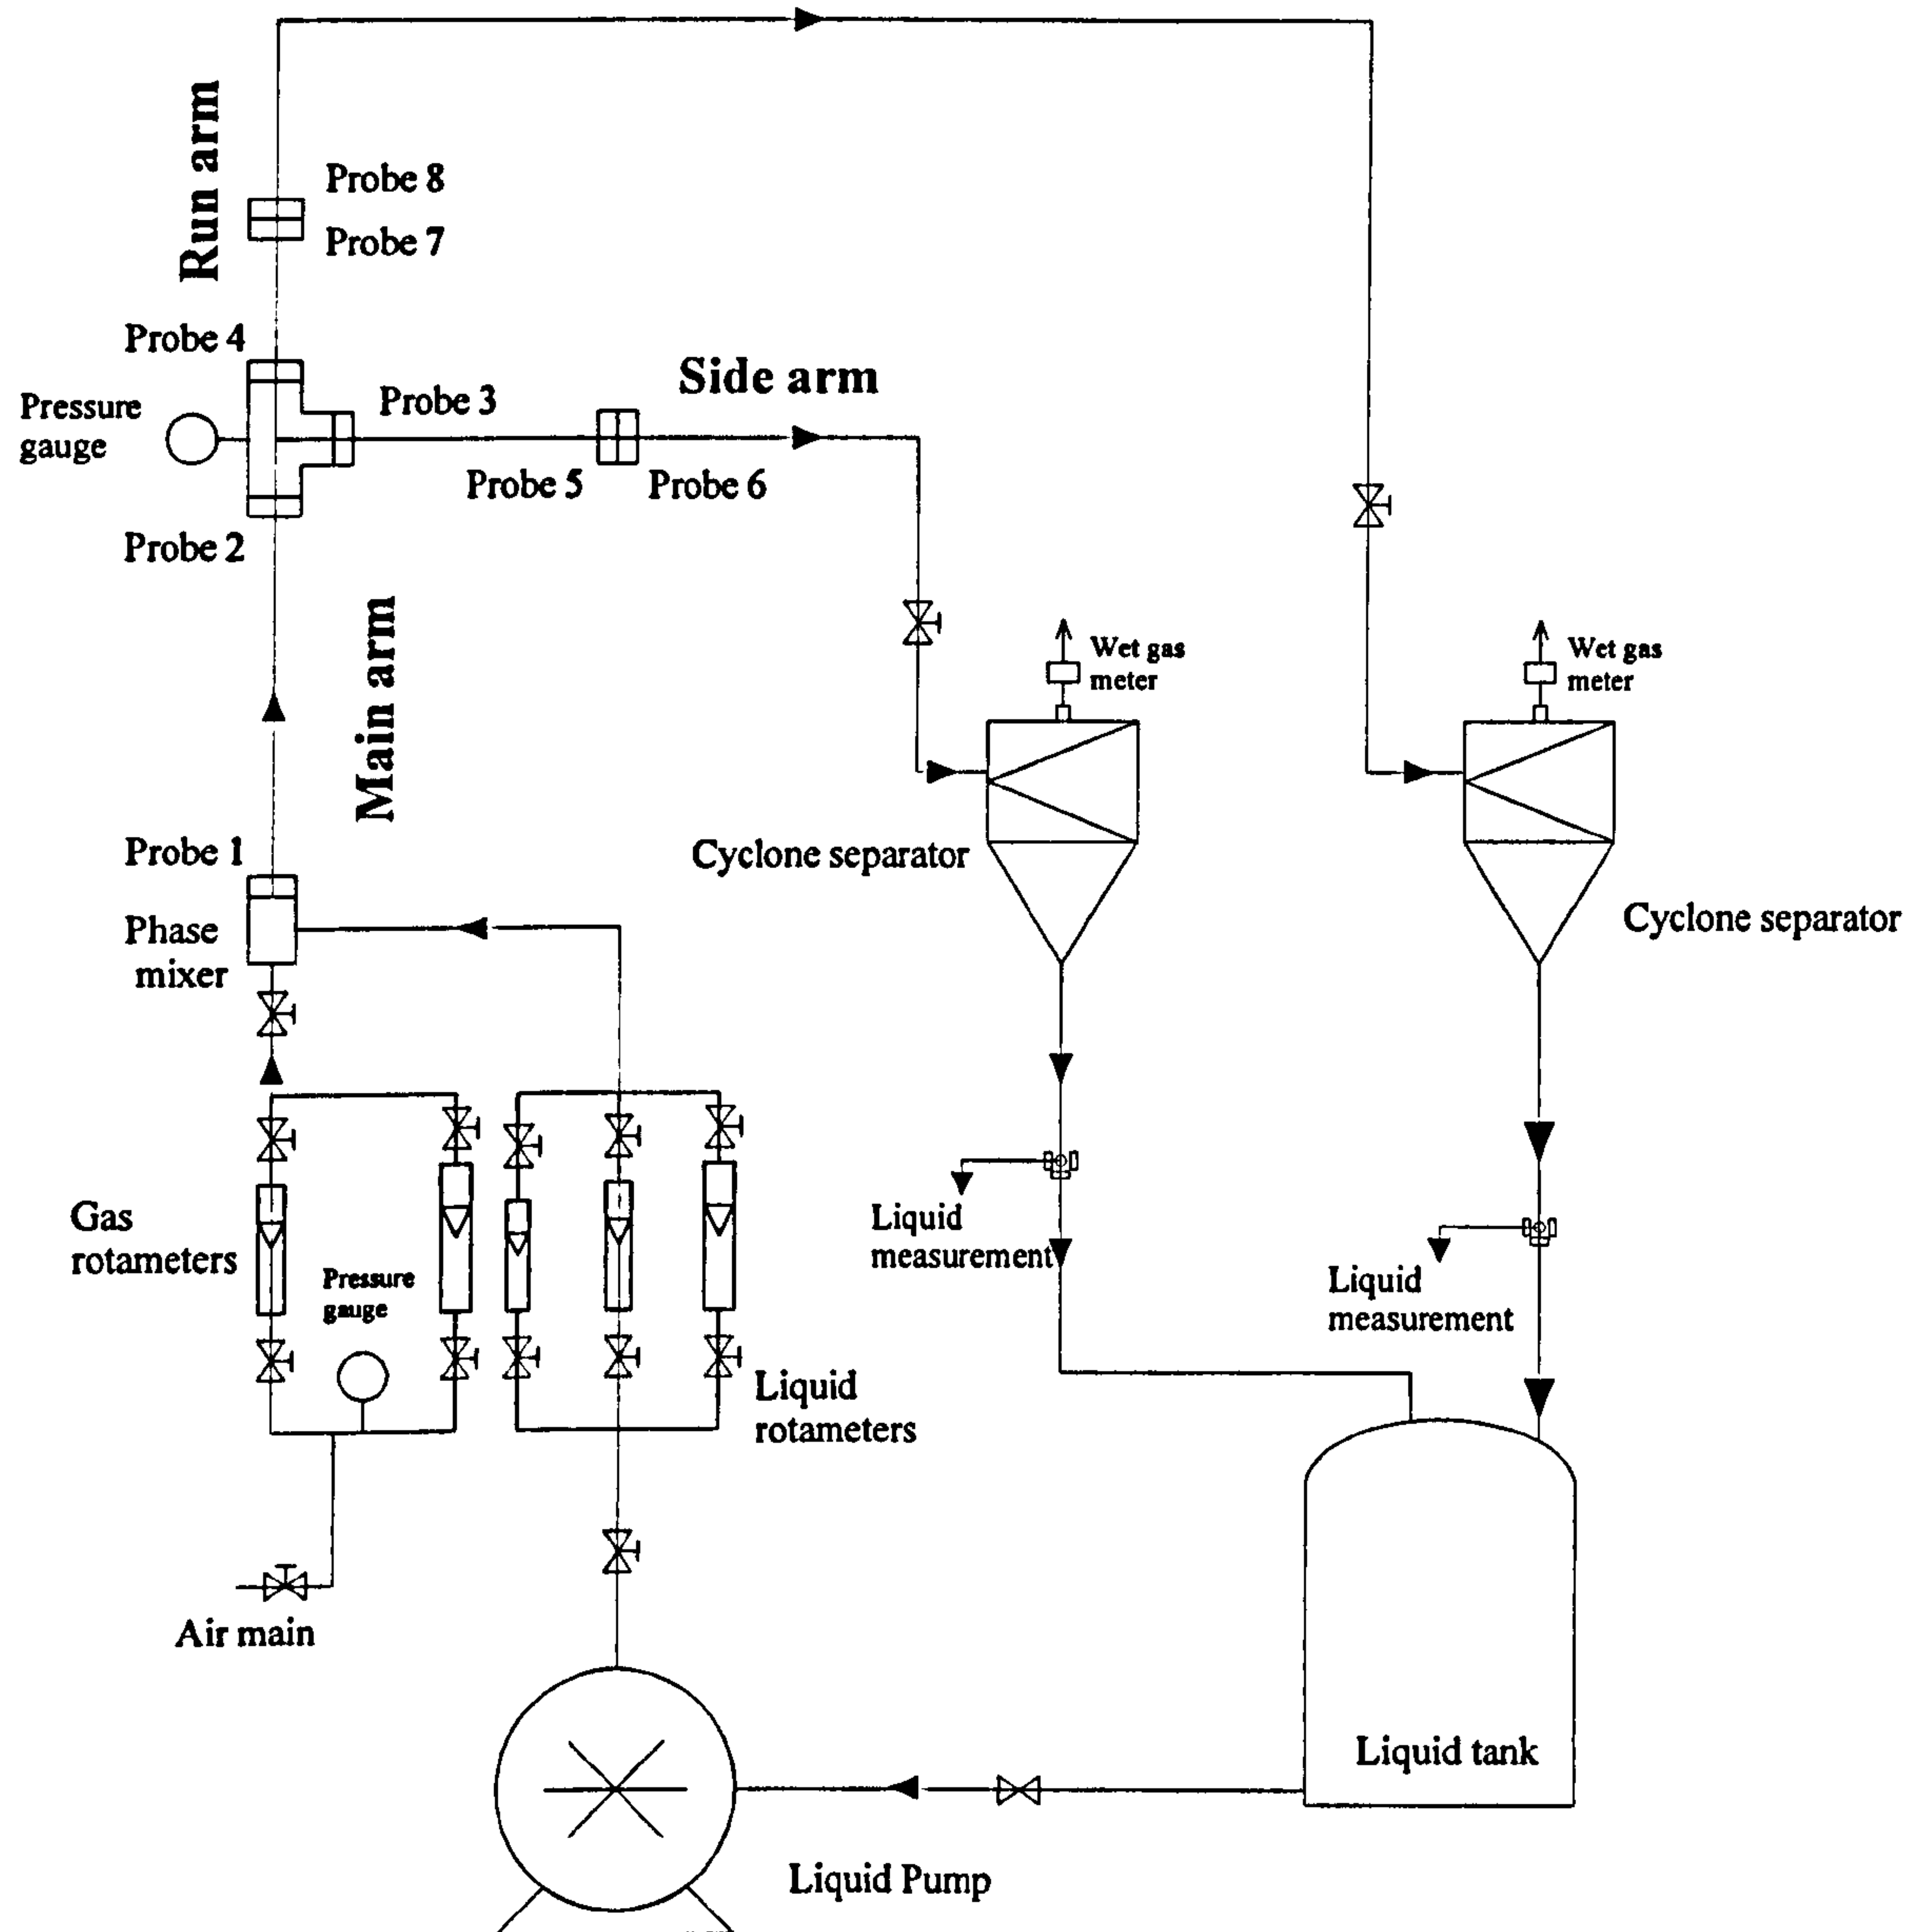 Run arm
Probe 8
Probe 7
Probe 4
Pressure
gauge
Probe 3
Side arm
Probe 5
Probe 6
Probe 2
Main arm
Wet gas
meter
Wet gas
meter
Probe 1
Cyclone separator
Cyclone separator
Phase
mixer
Gas
rotameters
Pressure
gauge
Liquid
measurement
Liquid
measurement
Liquid
rotameters
Air main
Liquid tank
Liquid Pump